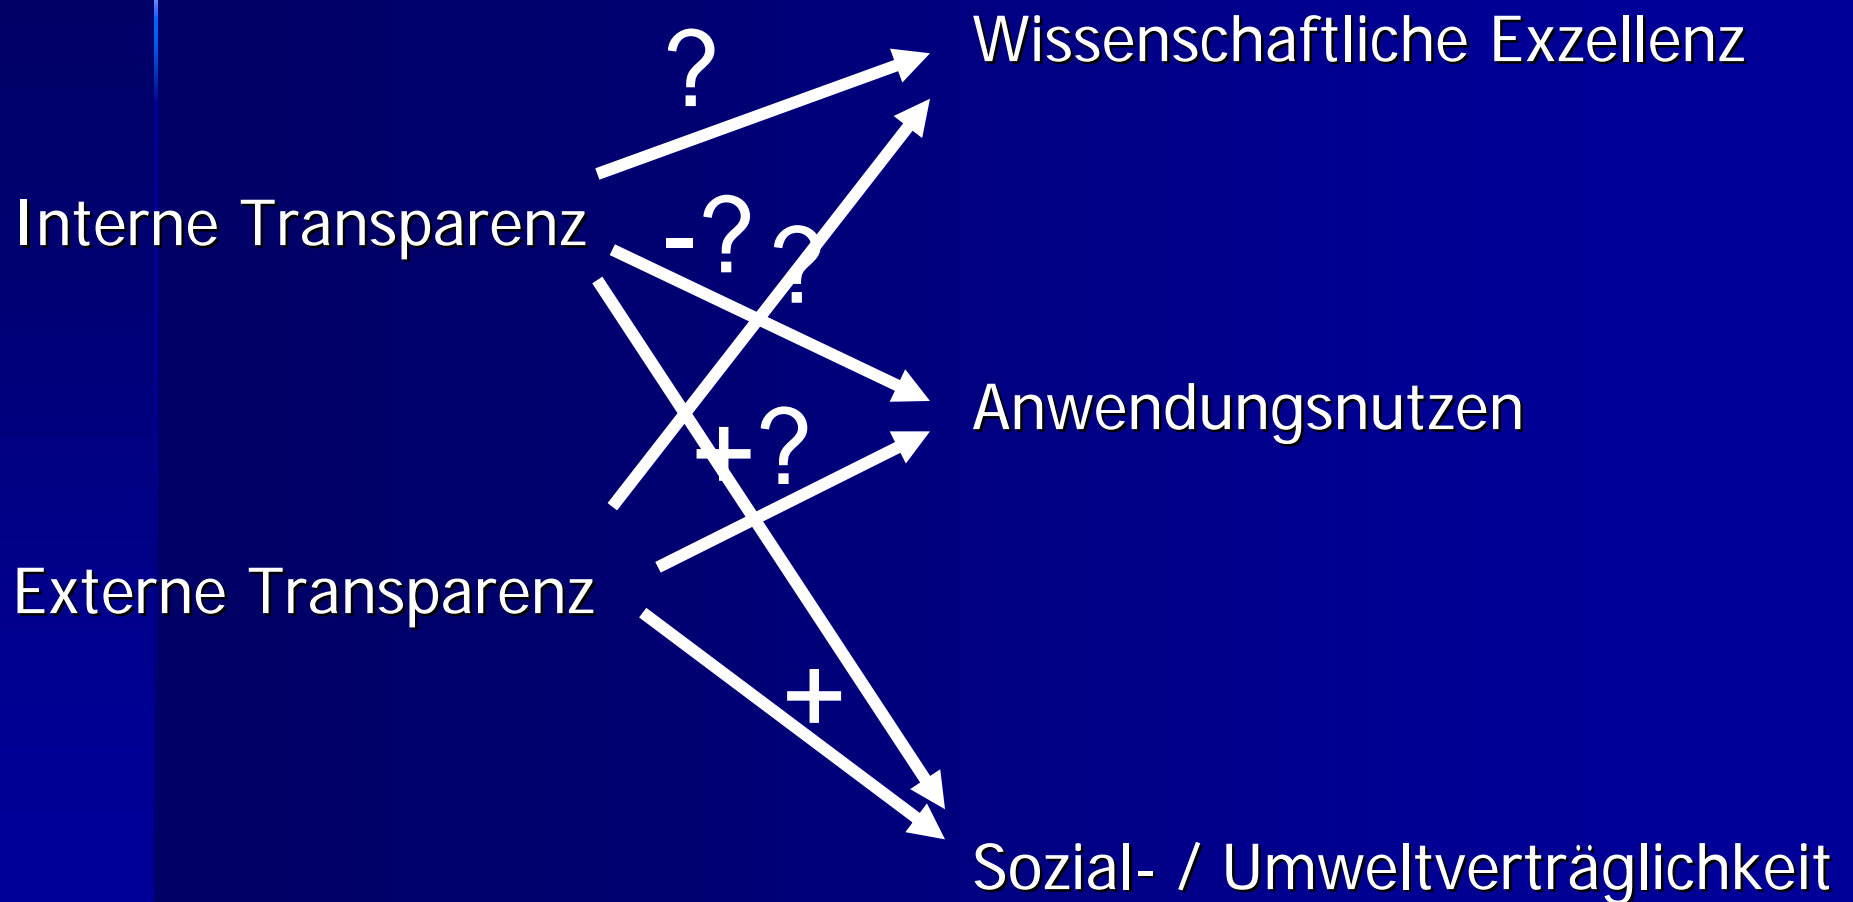 Wissenschaftliche Exzellenz
?
Interne Transparenz
-?
?
Anwendungsnutzen
+?
Externe Transparenz
+
Sozial- / Umweltverträglichkeit